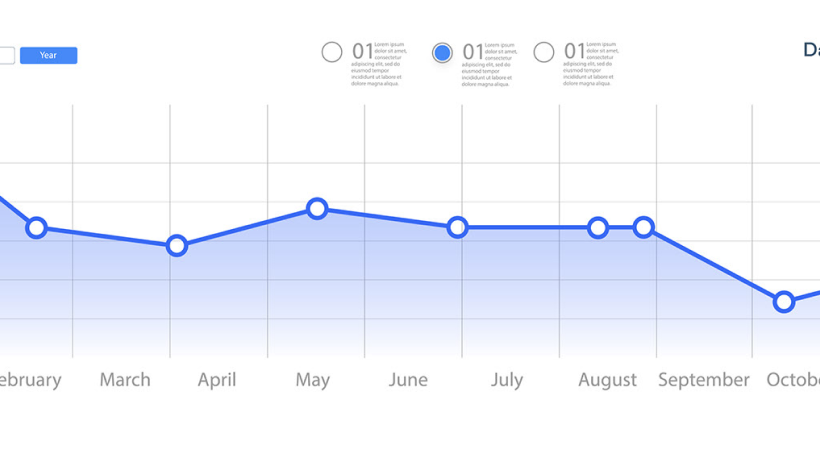 Year
01 Lorem ipsum
dolor sit amet,
consectetur
adipiscing elit, sed do
eiusmod tempor
incididunt ut labore et
dolore magna aliqua.
01 Lorem ipsum
dolor sit amet,
consectetur
adipiscing elit, sed do
eiusmod tempor
incididunt ut labore et
dolore magna aliqua.
01 Lorem ipsum
dolor sit amet,
consectetur
adipiscing elit, sed do
eiusmod tempor
incididunt ut labore et
dolore magna aliqua.
Da
ebruary March April May June July August September Octob